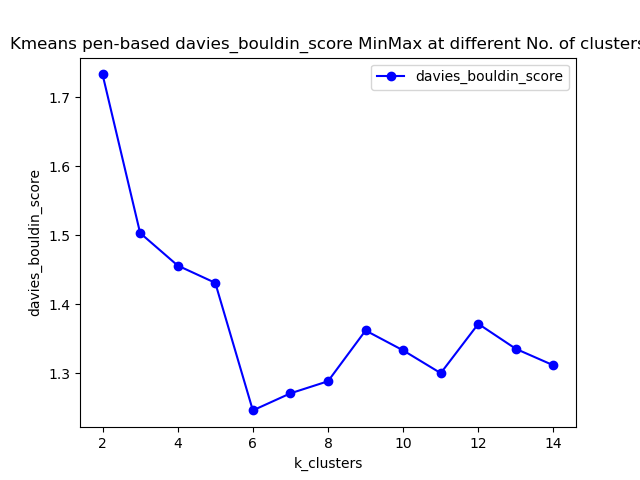 Kmeans pen-based davies_bouldin_score MinMax at different No. of clusters
davies_bouldin_score
1.7
1.6
1.5
1.4
1.3
davies_bouldin_score
2 4 6 8 10 12 14
k_clusters